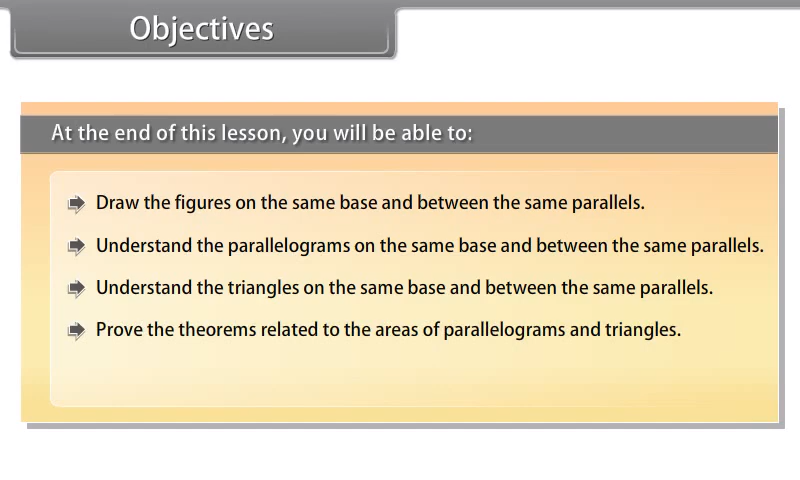 Objectives
At the end of this lesson, you will be able to:
Draw the figures on the same base and between the same parallels.
Understand the parallelograms on the same base and between the same parallels.
Understand the triangles on the same base and between the same parallels.
Prove the theorems related to the areas of parallelograms and triangles.